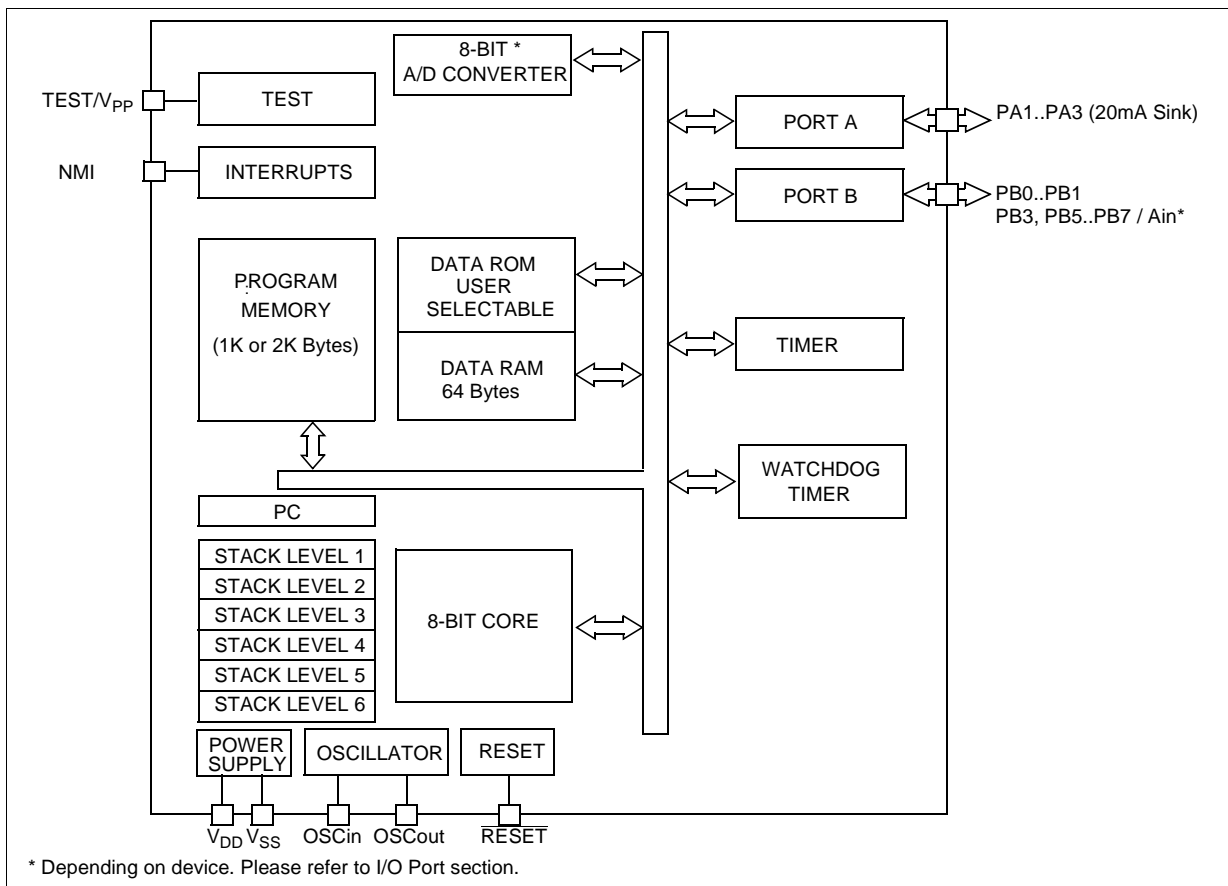 8-BIT *
A/D CONVERTER
TEST/VPP
TEST
PORT A
PA1..PA3 (20mA Sink)
NMI
INTERRUPTS
PORT B
PB0..PB1
PB3, PB5..PB7 / Ain*
PROGRAM
:
MEMORY
(1K or 2K Bytes)
DATA ROM
USER
SELECTABLE
DATA RAM
64 Bytes
TIMER
WATCHDOG
TIMER
PC
STACK LEVEL 1
STACK LEVEL 2
STACK LEVEL 3
STACK LEVEL 4
STACK LEVEL 5
STACK LEVEL 6
8-BIT CORE
POWER
SUPPLY
OSCILLATOR
RESET
VDD VSS OSCin OSCout RESET
* Depending on device. Please refer to I/O Port section.